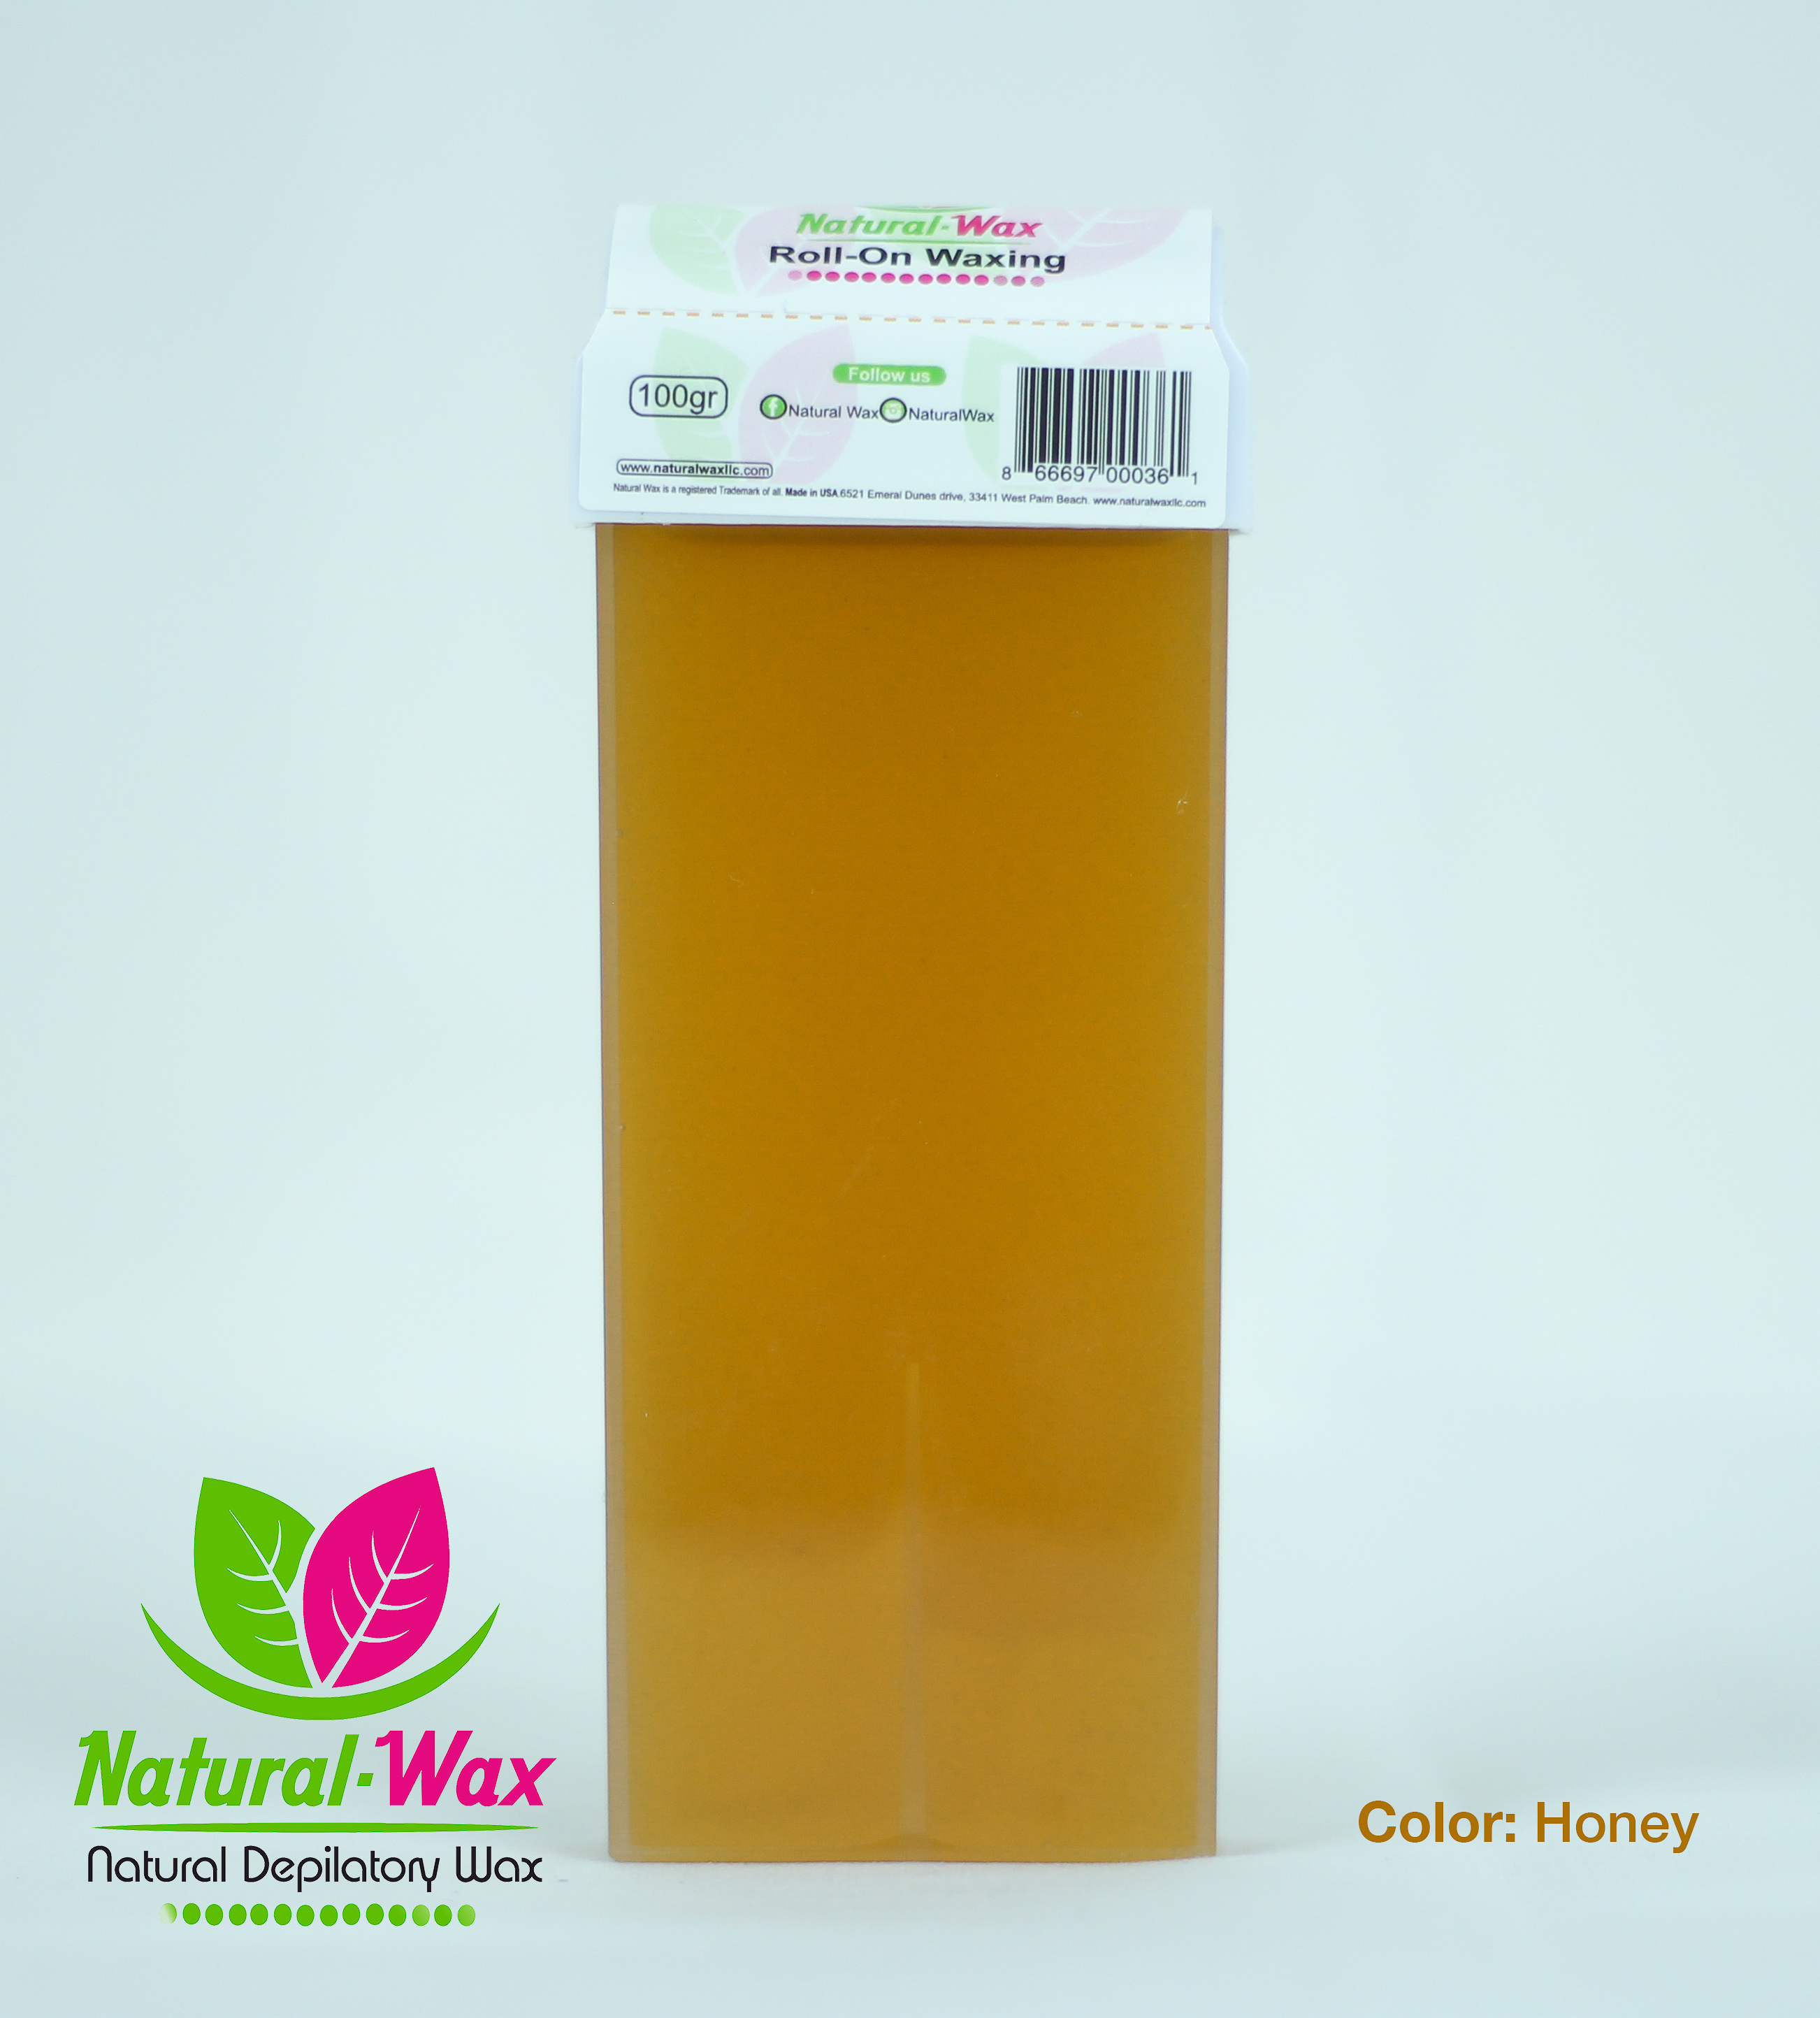 Natural-Wax
Roll-On Waxing
Follow us
100gr
Natural Wax NaturalWax
8 66697 00036 1
www.naturalwaxllc.com
Natural Wax is a registered Trademark of all. Made in USA.6521 Emeral Dunes drive, 33411 West Palm Beach. www.naturalwaxllc.com
Natural-Wax
Natural Depilatory Wax
Color: Honey